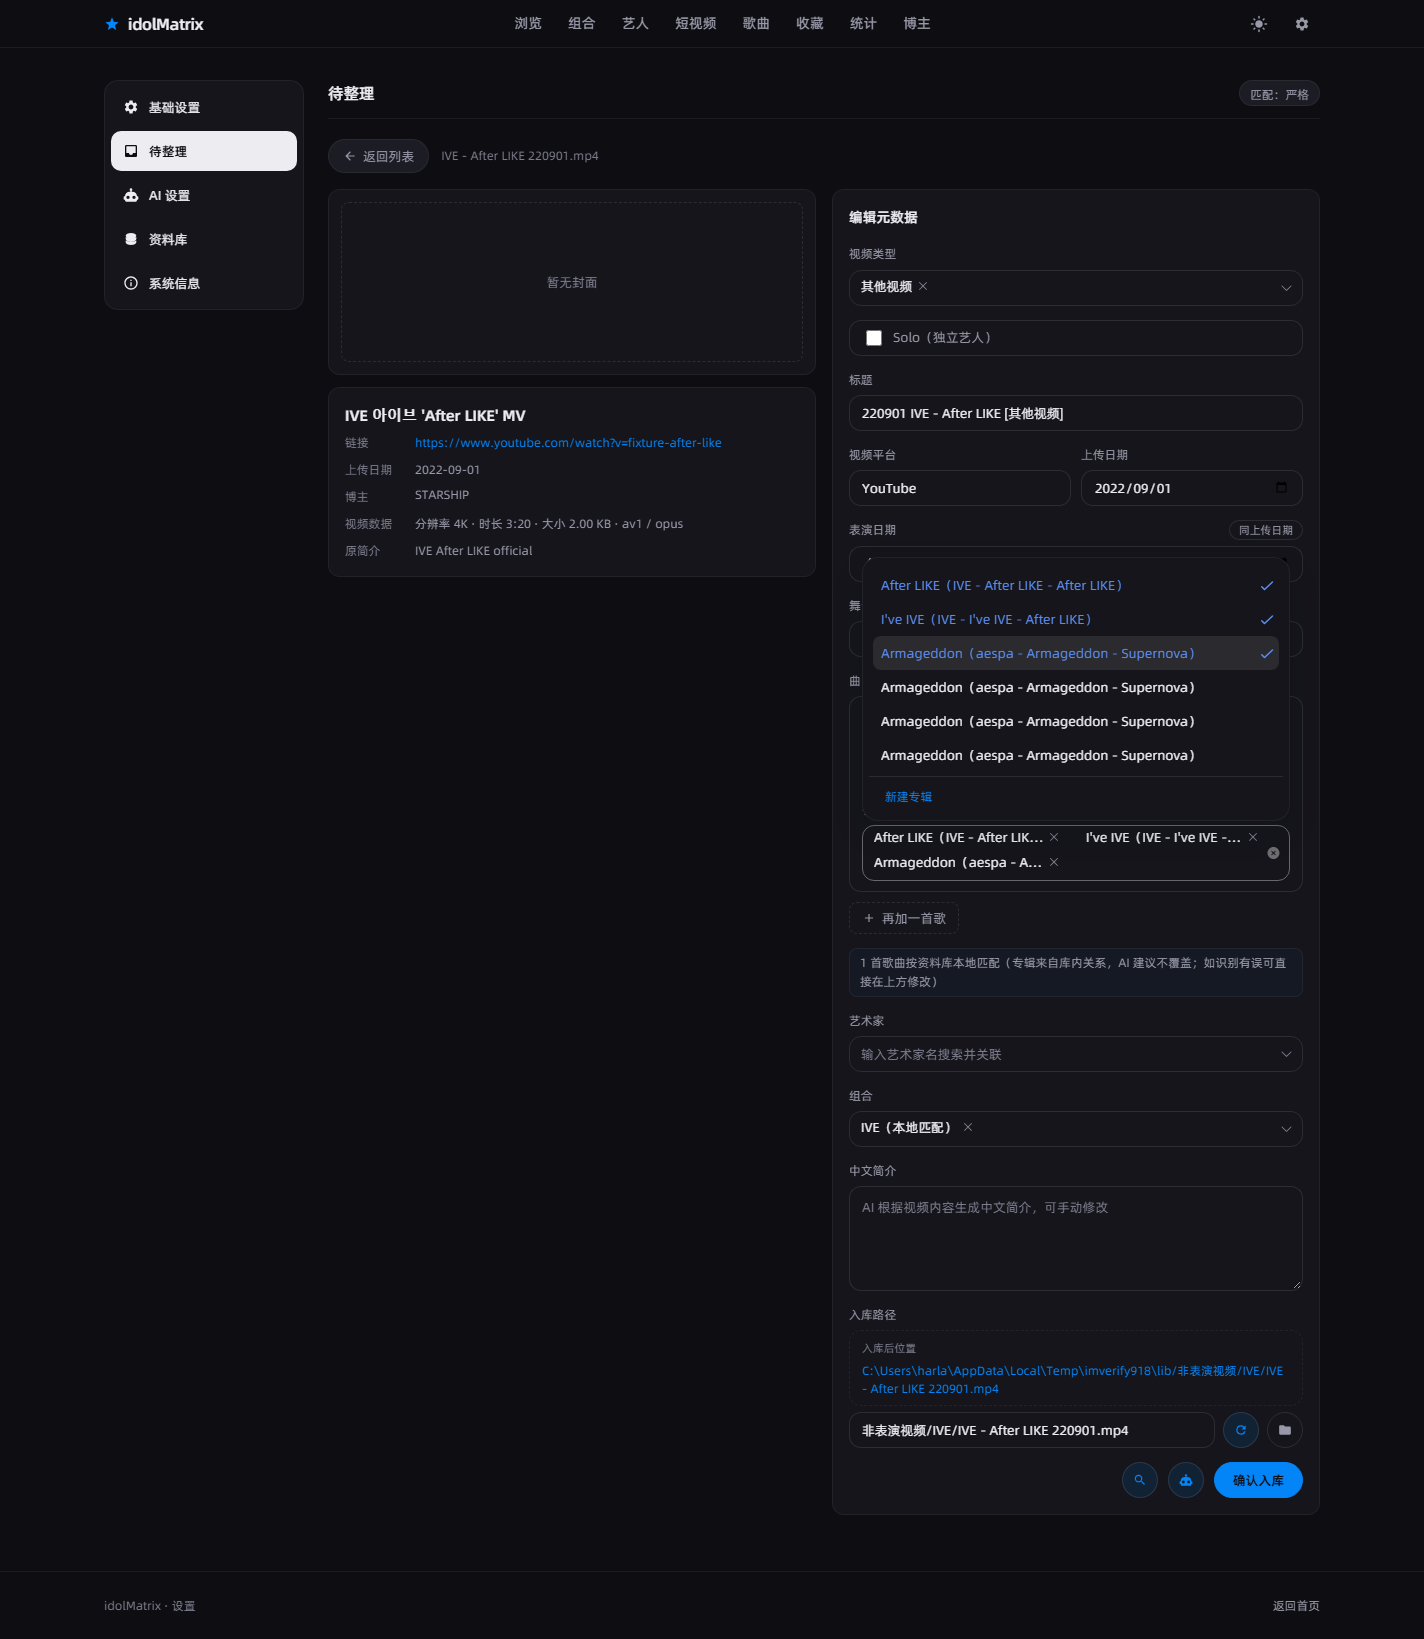 idolMatrix
浏览
组合
艺人
短视频
歌曲
收藏
统计
博主
基础设置
待整理
AI 设置
资料库
系统信息
待整理
匹配：严格
返回列表
IVE - After LIKE 220901.mp4
暂无封面
IVE 아이브 'After LIKE' MV
链接 https://www.youtube.com/watch?v=fixture-after-like
上传日期 2022-09-01
博主 STARSHIP
视频数据 分辨率 4K · 时长 3:20 · 大小 2.00 KB · av1 / opus
原简介 IVE After LIKE official
编辑元数据
视频类型
其他视频
Solo（独立艺人）
标题
220901 IVE - After LIKE [其他视频]
视频平台
上传日期
YouTube
2022/09/01
表演日期
同上传日期
After LIKE（IVE - After LIKE - After LIKE）
舞
I've IVE（IVE - I've IVE - After LIKE）
Armageddon（aespa - Armageddon - Supernova）
曲
Armageddon（aespa - Armageddon - Supernova）
Armageddon（aespa - Armageddon - Supernova）
Armageddon（aespa - Armageddon - Supernova）
新建专辑
After LIKE（IVE - After LIK...
I've IVE（IVE - I've IVE -...
Armageddon（aespa - A...
再加一首歌
1 首歌曲按资料库本地匹配（专辑来自库内关系，AI 建议不覆盖；如识别有误可直
接在上方修改）
艺术家
输入艺术家名搜索并关联
组合
IVE（本地匹配）
中文简介
AI 根据视频内容生成中文简介，可手动修改
入库路径
入库后位置
C:\Users\harla\AppData\Local\Temp\imverify918\lib/非表演视频/IVE/IVE
- After LIKE 220901.mp4
非表演视频/IVE/IVE - After LIKE 220901.mp4
确认入库
idolMatrix · 设置
返回首页